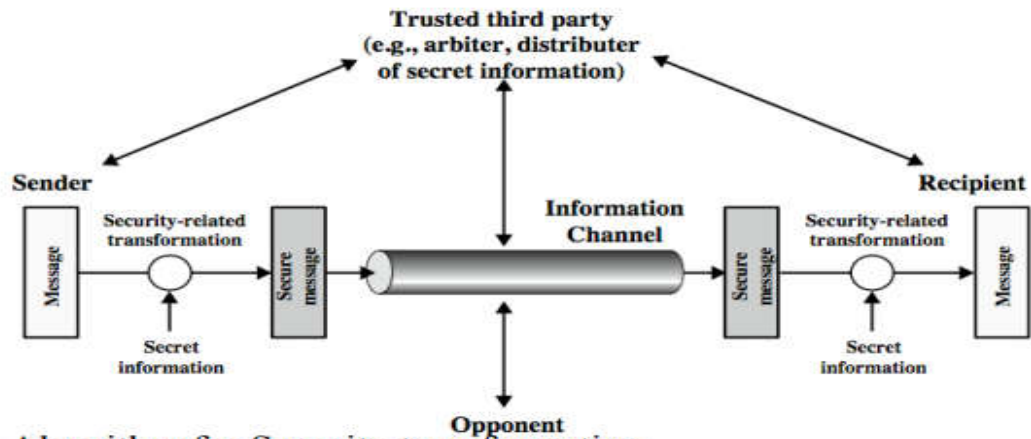 Trusted third party
(e.g., arbiter, distributer
of secret information)
Sender
Recipient
Security-related
transformation
Information
Channel
Security-related
transformation
Message
Secure
message
Secure
message
Message
Secret
information
Secret
information
Opponent